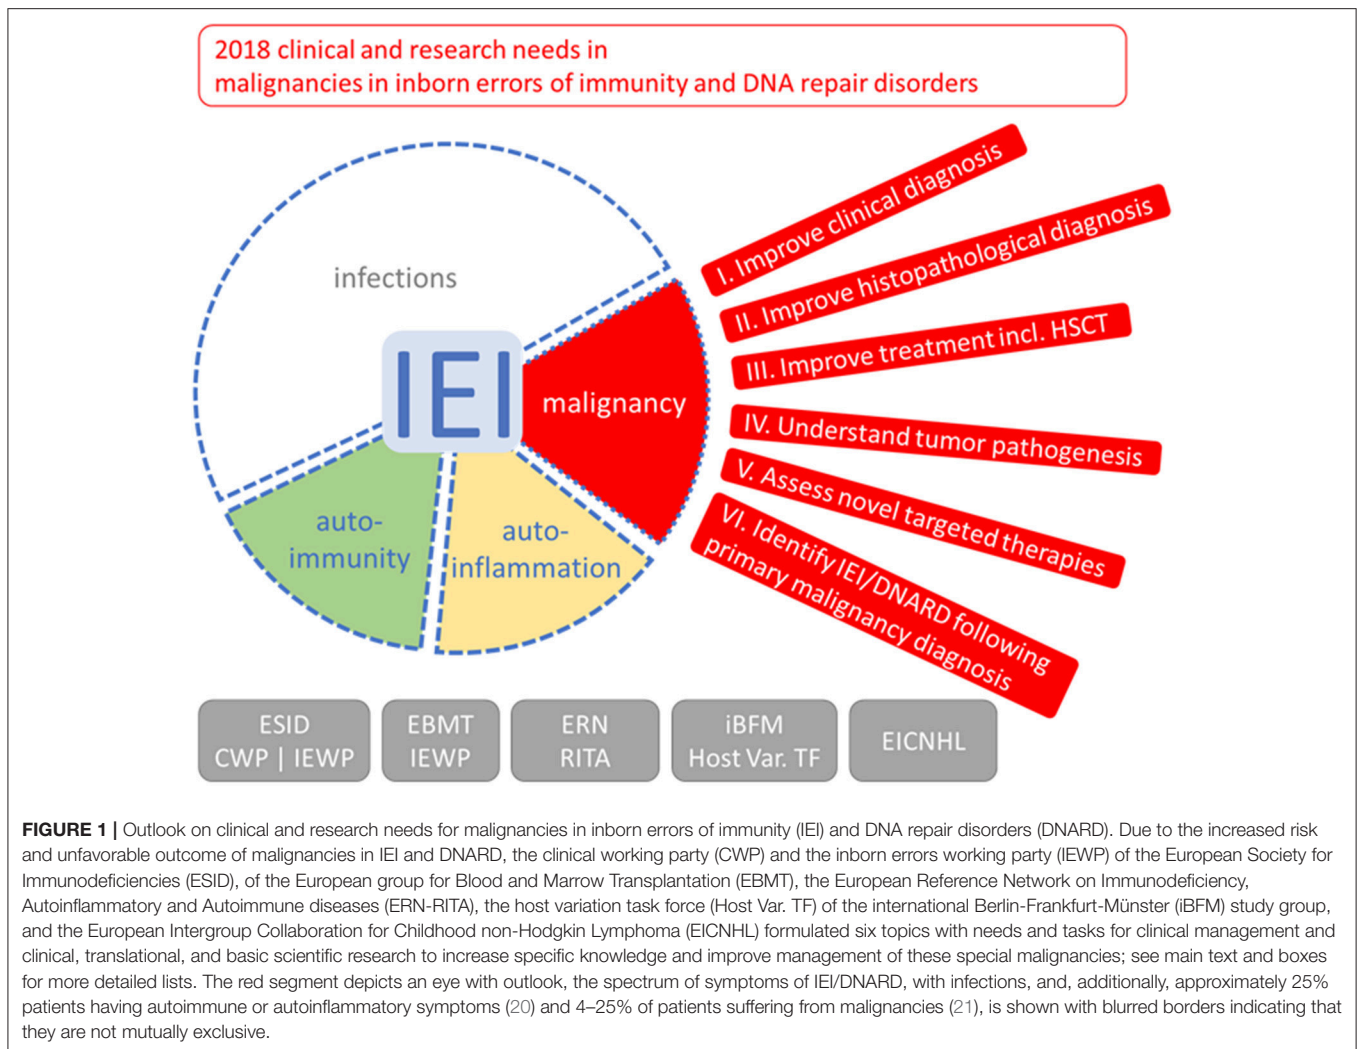 2018 clinical and research needs in
malignancies in inborn errors of immunity and DNA repair disorders
infections
IEI
malignancy
auto-
immunity
auto-
inflammation
I. Improve clinical diagnosis
II. Improve histopathological diagnosis
III. Improve treatment incl. HSCT
IV. Understand tumor pathogenesis
V. Assess novel targeted therapies
VI. Identify IEI/DNARD following
primary malignancy diagnosis
ESID
CWP | IEWP
EBMT
IEWP
ERN
RITA
iBFM
Host Var. TF
EICNHL
FIGURE 1 | Outlook on clinical and research needs for malignancies in inborn errors of immunity (IEI) and DNA repair disorders (DNARD). Due to the increased risk
and unfavorable outcome of malignancies in IEI and DNARD, the clinical working party (CWP) and the inborn errors working party (IEWP) of the European Society for
Immunodeficiencies (ESID), of the European group for Blood and Marrow Transplantation (EBMT), the European Reference Network on Immunodeficiency,
Autoinflammatory and Autoimmune diseases (ERN-RITA), the host variation task force (Host Var. TF) of the international Berlin-Frankfurt-Münster (iBFM) study group,
and the European Intergroup Collaboration for Childhood non-Hodgkin Lymphoma (EICNHL) formulated six topics with needs and tasks for clinical management and
clinical, translational, and basic scientific research to increase specific knowledge and improve management of these special malignancies; see main text and boxes
for more detailed lists. The red segment depicts an eye with outlook, the spectrum of symptoms of IEI/DNARD, with infections, and, additionally, approximately 25%
patients having autoimmune or autoinflammatory symptoms (20) and 4–25% of patients suffering from malignancies (21), is shown with blurred borders indicating that
they are not mutually exclusive.